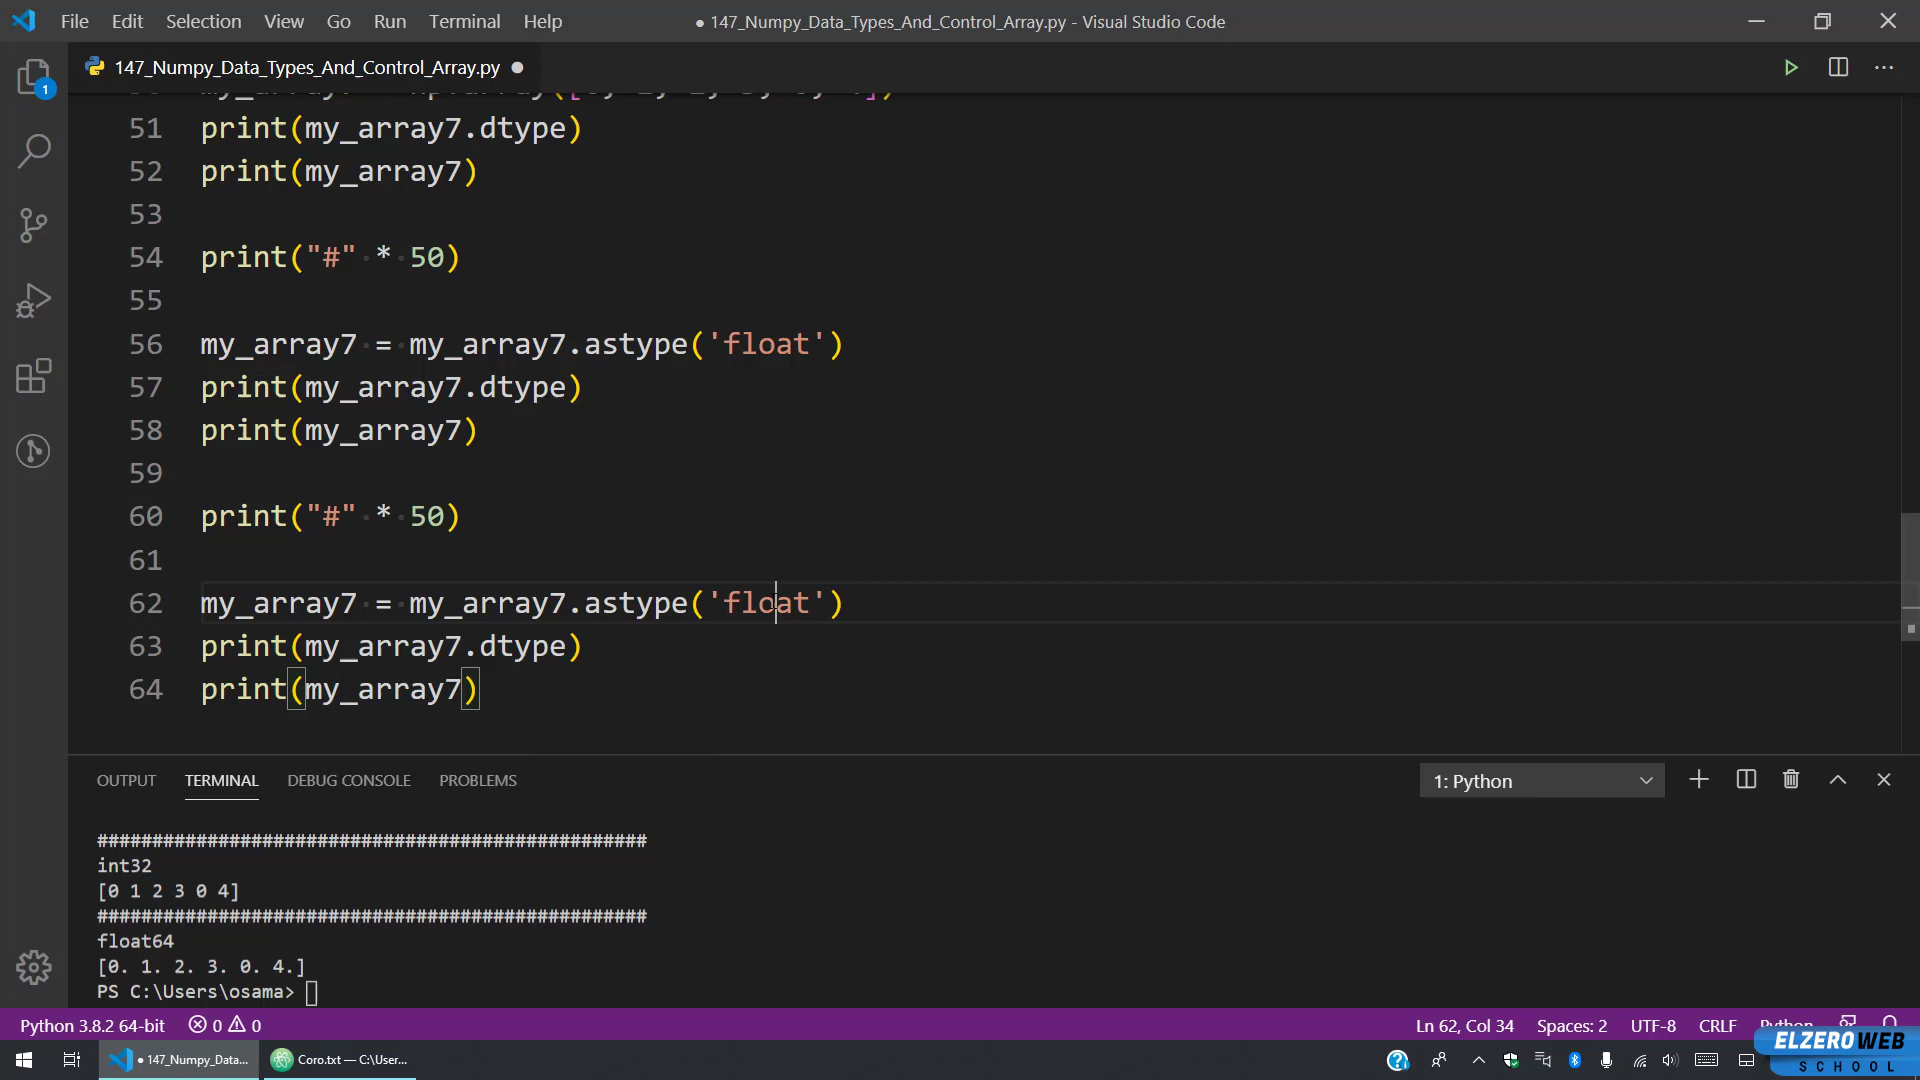 File Edit Selection View Go Run Terminal Help
● 147_Numpy_Data_Types_And_Control_Array.py - Visual Studio Code
147_Numpy_Data_Types_And_Control_Array.py ●
51 print(my_array7.dtype)
52 print(my_array7)
53
54 print("#" * 50)
55
56 my_array7 = my_array7.astype('float')
57 print(my_array7.dtype)
58 print(my_array7)
59
60 print("#" * 50)
61
62 my_array7 = my_array7.astype('float')
63 print(my_array7.dtype)
64 print(my_array7)
1
OUTPUT TERMINAL DEBUG CONSOLE PROBLEMS
1: Python
##################################################
int32
[0 1 2 3 0 4]
##################################################
float64
[0. 1. 2. 3. 0. 4.]
PS C:\Users\osama>
Python 3.8.2 64-bit 0 0
Ln 62, Col 34 Spaces: 2 UTF-8 CRLF Python
● 147_Numpy_Data...
Coro.txt — C:\User...
ELZEROWEB
SCHOOL